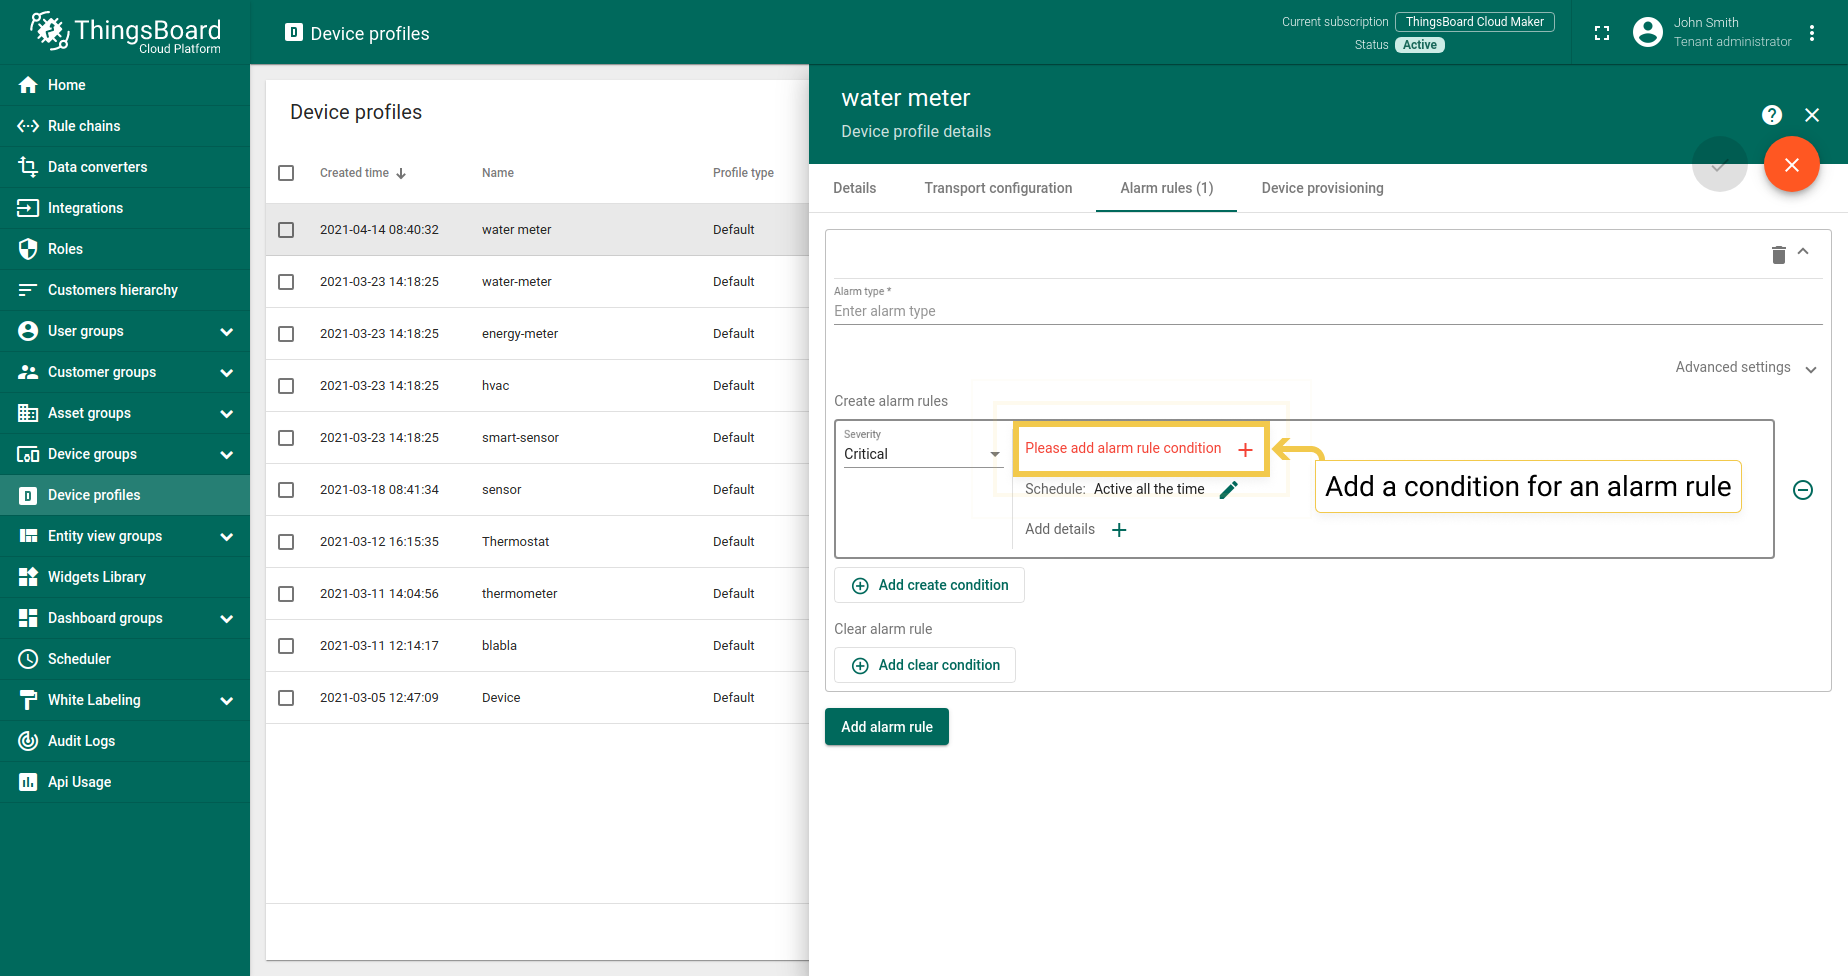 ThingsBoard
Cloud Platform
Device profiles
Current subscription ThingsBoard Cloud Maker
Status Active
John Smith
Tenant administrator
Home
Rule chains
Data converters
Integrations
Roles
Customers hierarchy
User groups
Customer groups
Asset groups
Device groups
Device profiles
Entity view groups
Widgets Library
Dashboard groups
Scheduler
White Labeling
Audit Logs
Api Usage
Device profiles
Created time Name Profile type
2021-04-14 08:40:32 water meter Default
2021-03-23 14:18:25 water-meter Default
2021-03-23 14:18:25 energy-meter Default
2021-03-23 14:18:25 hvac Default
2021-03-23 14:18:25 smart-sensor Default
2021-03-18 08:41:34 sensor Default
2021-03-12 16:15:35 Thermostat Default
2021-03-11 14:04:56 thermometer Default
2021-03-11 12:14:17 blabla Default
2021-03-05 12:47:09 Device Default
water meter
Device profile details
Details Transport configuration Alarm rules (1) Device provisioning
Alarm type *
Enter alarm type
Advanced settings
Create alarm rules
Severity
Critical
Please add alarm rule condition
Add a condition for an alarm rule
Schedule: Active all the time
Add details
Add create condition
Clear alarm rule
Add clear condition
Add alarm rule